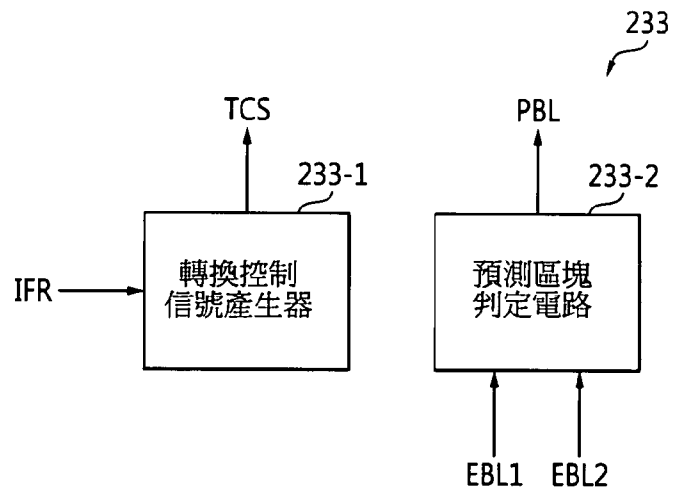 233
TCS
PBL
233-1
233-2
IFR
轉換控制
信號產生器
預測區塊
判定電路
EBL1
EBL2